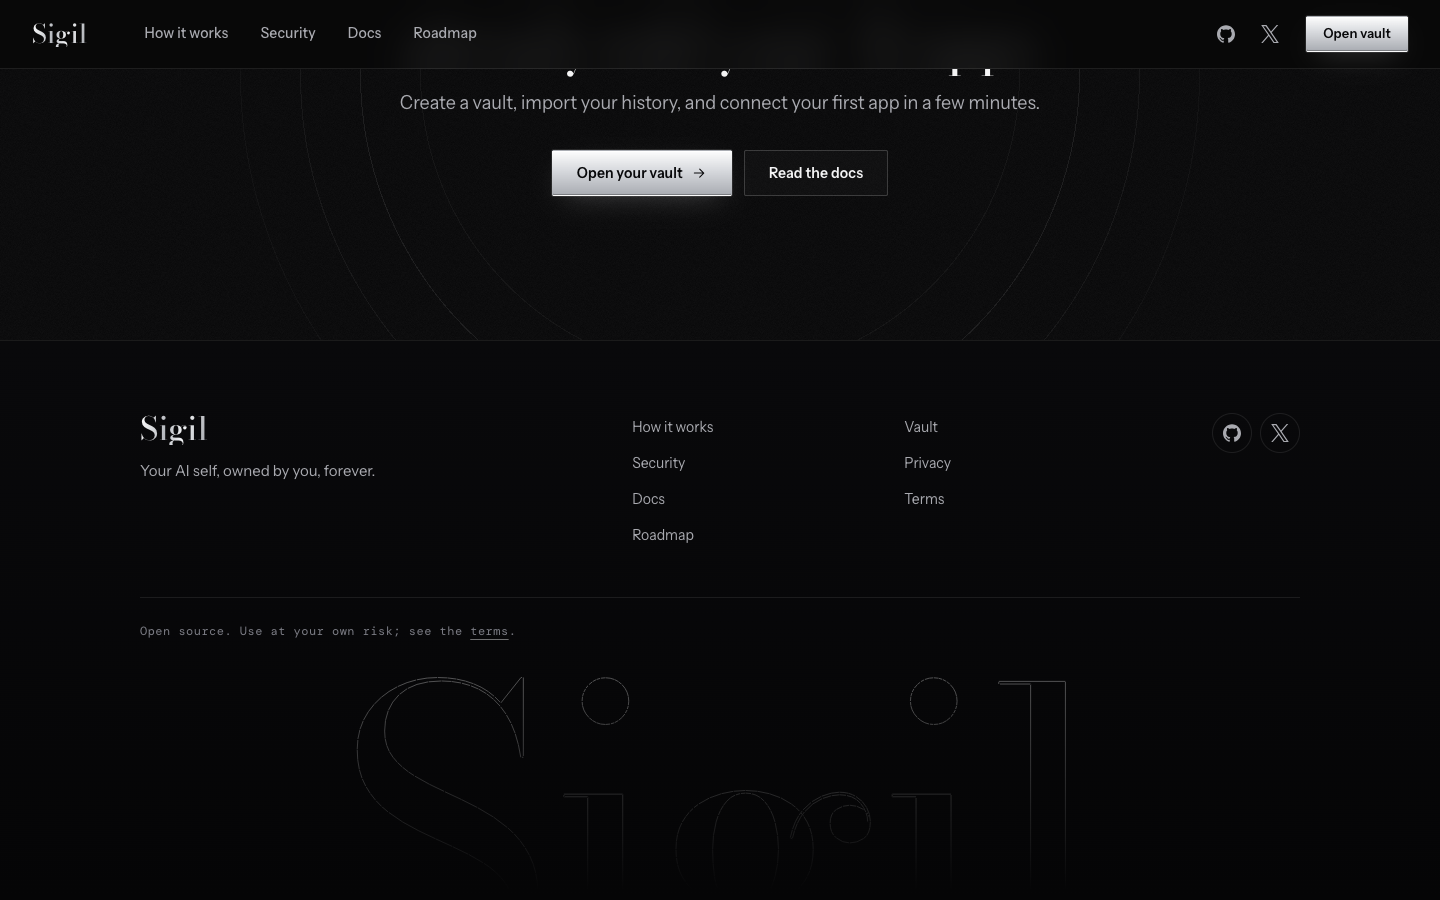 Sigil
How it works
Security
Docs
Roadmap
Open vault
Create a vault, import your history, and connect your first app in a few minutes.
Open your vault →
Read the docs
Sigil
Your AI self, owned by you, forever.
How it works
Security
Docs
Roadmap
Vault
Privacy
Terms
Open source. Use at your own risk; see the terms.
Sigil